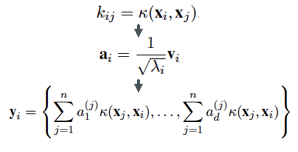 k_{ij} = κ(𝐱_i, 𝐱_j).
𝐚_i = \frac{1}{\sqrt{λ_i}} 𝐯_i
𝐲_i = \left\{ \sum_{j=1}^{n} a_1^{(j)} κ(𝐱_j, 𝐱_i), \ldots, \sum_{j=1}^{n} a_d^{(j)} κ(𝐱_j, 𝐱_i) \right\}